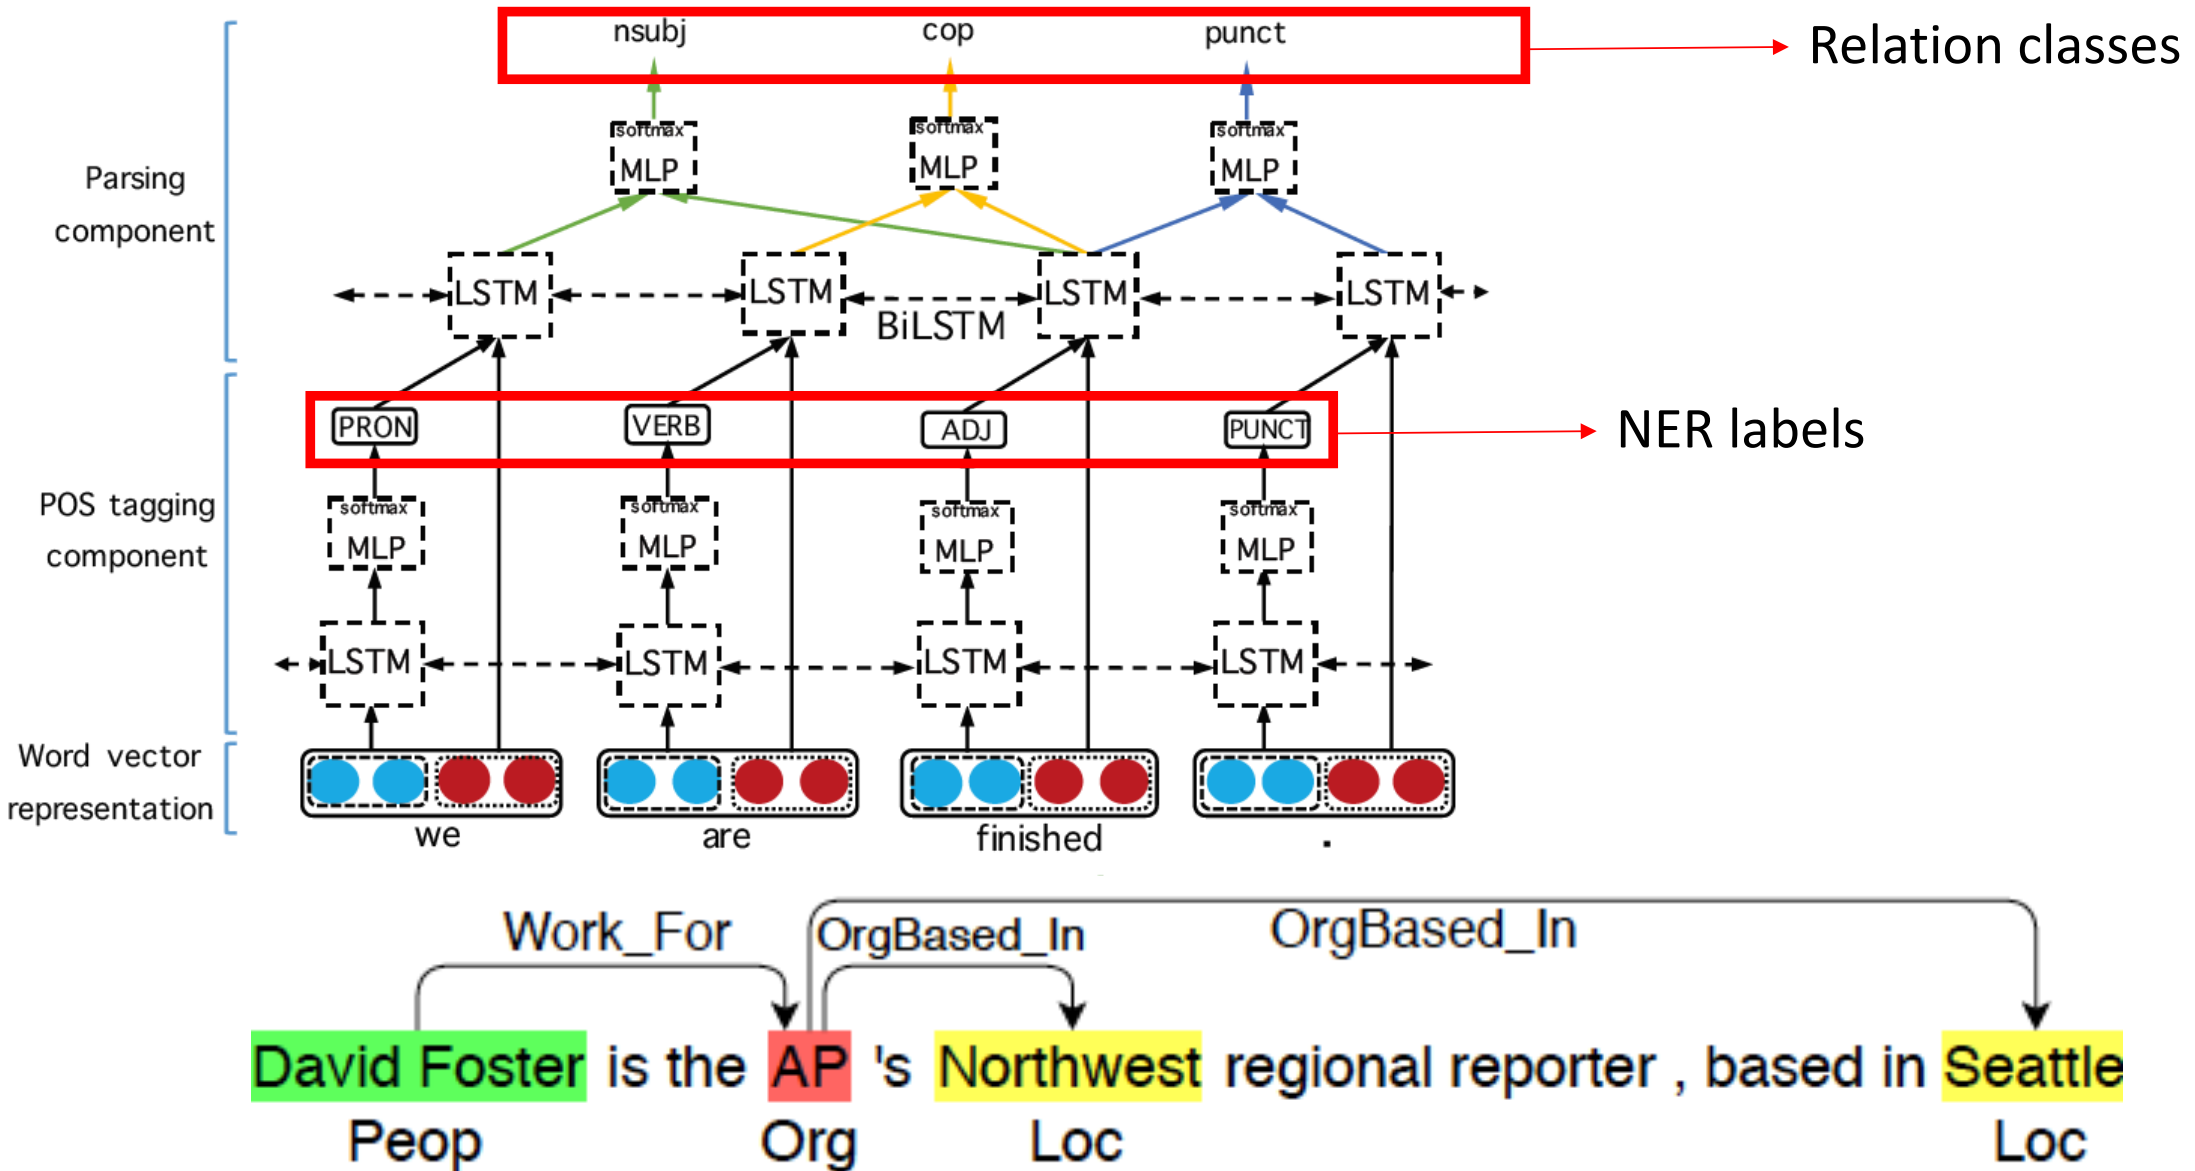 nsubj cop punct
Relation classes
softmax softmax softmax
MLP MLP MLP
Parsing
component
LSTM LSTM LSTM LSTM
BiLSTM
PRON VERB ADJ PUNCT
NER labels
POS tagging
component
softmax softmax softmax softmax
MLP MLP MLP MLP
LSTM LSTM LSTM LSTM
Word vector
representation
we are finished .
Work_For OrgBased_In OrgBased_In
David Foster is the AP 's Northwest regional reporter , based in Seattle
Peop Org Loc Loc